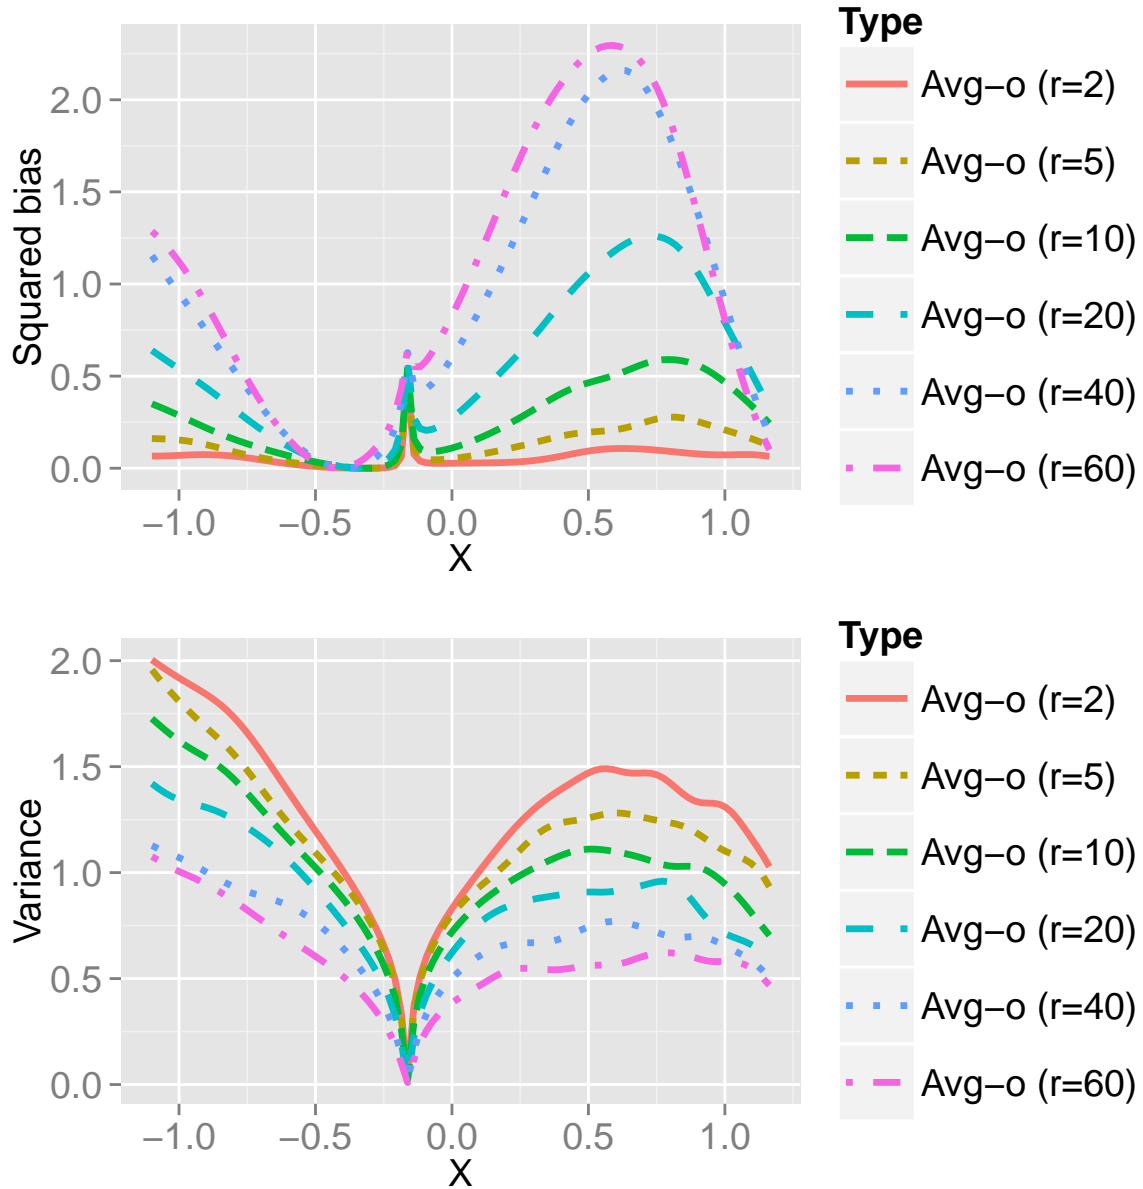 Type
2.0
1.5
1.0
0.5
0.0
Squared bias
−1.0 −0.5 0.0 0.5 1.0
X
Avg−o (r=2)
Avg−o (r=5)
Avg−o (r=10)
Avg−o (r=20)
Avg−o (r=40)
Avg−o (r=60)
Type
2.0
1.5
1.0
0.5
0.0
Variance
−1.0 −0.5 0.0 0.5 1.0
X
Avg−o (r=2)
Avg−o (r=5)
Avg−o (r=10)
Avg−o (r=20)
Avg−o (r=40)
Avg−o (r=60)